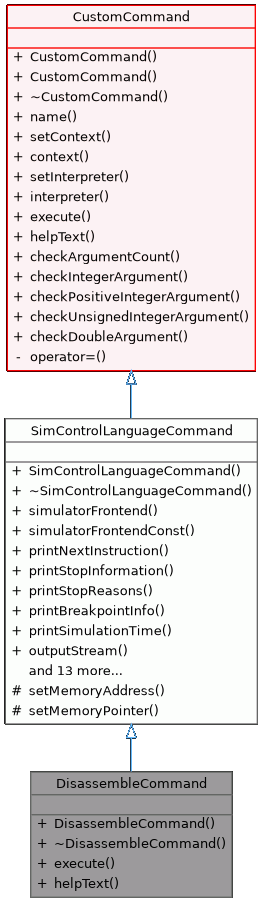 CustomCommand
+ CustomCommand()
+ CustomCommand()
+ ~CustomCommand()
+ name()
+ setContext()
+ context()
+ setInterpreter()
+ interpreter()
+ execute()
+ helpText()
+ checkArgumentCount()
+ checkIntegerArgument()
+ checkPositiveIntegerArgument()
+ checkUnsignedIntegerArgument()
+ checkDoubleArgument()
- operator=()
SimControlLanguageCommand
+ SimControlLanguageCommand()
+ ~SimControlLanguageCommand()
+ simulatorFrontend()
+ simulatorFrontendConst()
+ printNextInstruction()
+ printStopInformation()
+ printStopReasons()
+ printBreakpointInfo()
+ printSimulationTime()
+ outputStream()
and 13 more...
# setMemoryAddress()
# setMemoryPointer()
DisassembleCommand
+ DisassembleCommand()
+ ~DisassembleCommand()
+ execute()
+ helpText()